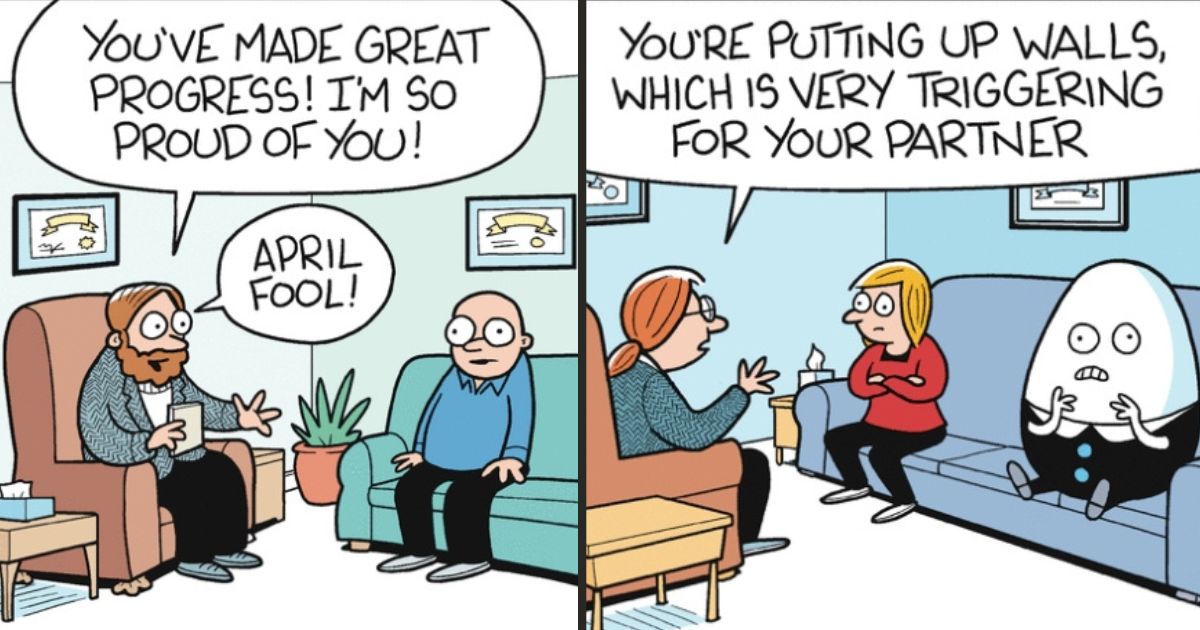 YOU'VE MADE GREAT
PROGRESS! I'M SO
PROUD OF YOU!
APRIL
FOOL!
YOU'RE PUTTING UP WALLS,
WHICH IS VERY TRIGGERING
FOR YOUR PARTNER